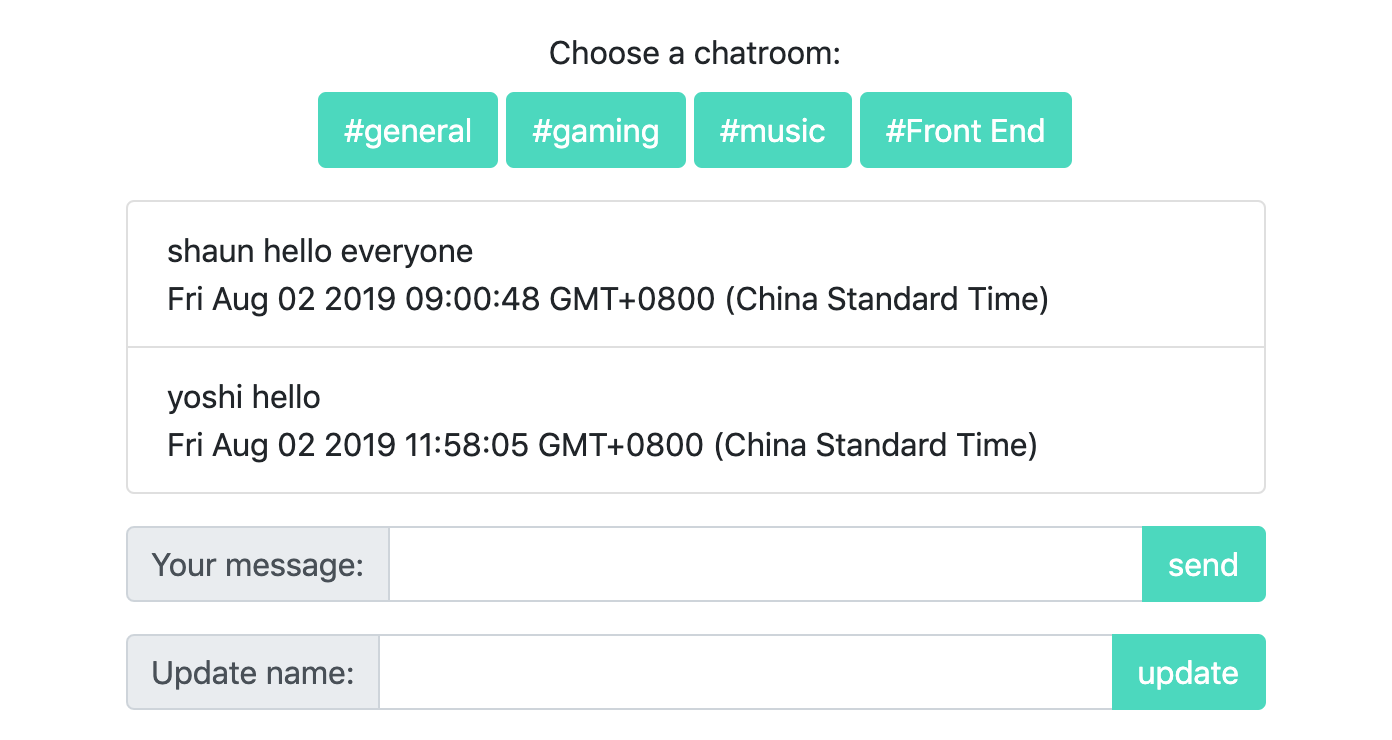 Choose a chatroom:
#general #gaming #music #Front End
shaun hello everyone
Fri Aug 02 2019 09:00:48 GMT+0800 (China Standard Time)
yoshi hello
Fri Aug 02 2019 11:58:05 GMT+0800 (China Standard Time)
Your message: send
Update name: update